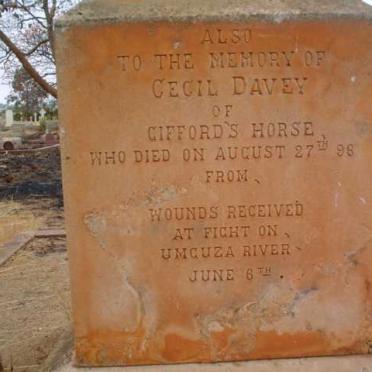 ALSO
TO THE MEMORY OF
CECIL DAVEY
OF
GIFFORD'S HORSE,
WHO DIED ON AUGUST 27TH 96
FROM,
WOUNDS RECEIVED
AT FIGHT ON,
UMGUZA RIVER,
JUNE 6TH.